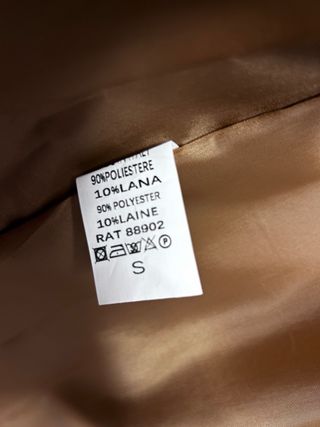 90%POLIESTERE
10%LANA
90% POLYESTER
10%LAINE
RAT 88902
P
S